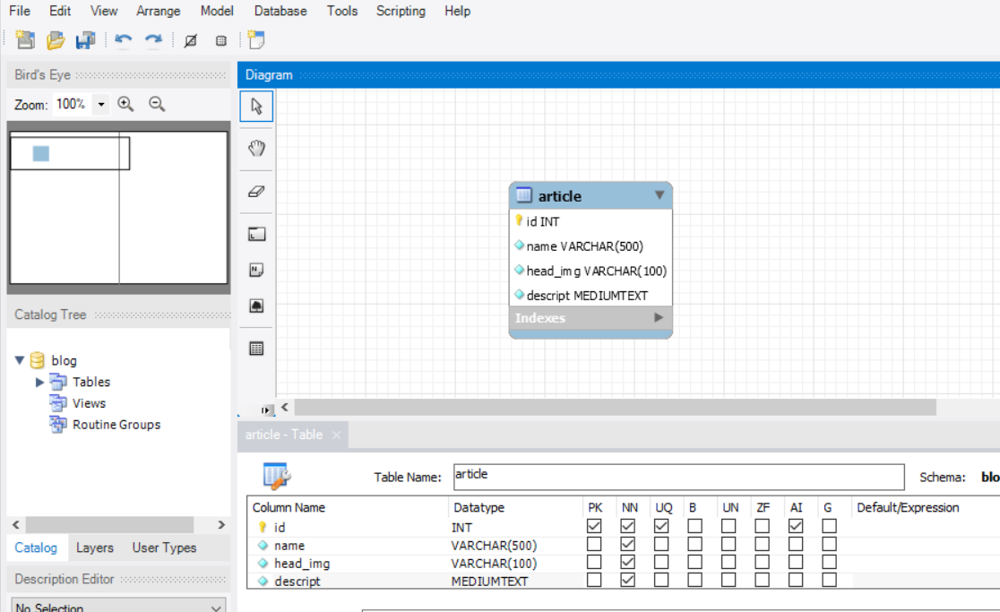 File Edit View Arrange Model Database Tools Scripting Help
Bird's Eye
Zoom: 100%
Diagram
article
id INT
name VARCHAR(500)
head_img VARCHAR(100)
descript MEDIUMTEXT
Indexes
Catalog Tree
blog
Tables
Views
Routine Groups
Catalog Layers User Types
Description Editor
No Selection
article - Table
Table Name: article Schema: blo
Column Name Datatype PK NN UQ B UN ZF AI G Default/Expression
id INT
name VARCHAR(500)
head_img VARCHAR(100)
descript MEDIUMTEXT